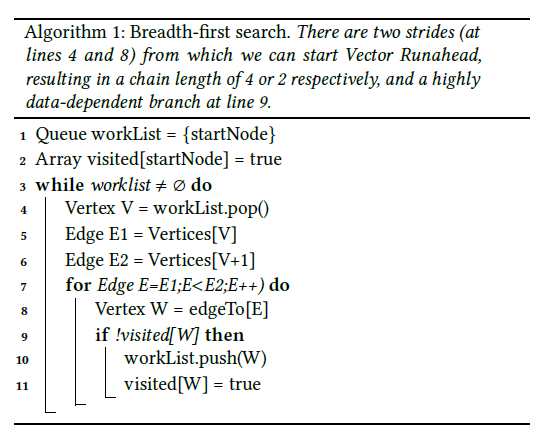 Algorithm 1: Breadth-first search. There are two strides (at
lines 4 and 8) from which we can start Vector Runahead,
resulting in a chain length of 4 or 2 respectively, and a highly
data-dependent branch at line 9.
1 Queue workList = {startNode}
2 Array visited[startNode] = true
3 while worklist ≠ ∅ do
4 Vertex V = workList.pop()
5 Edge E1 = Vertices[V]
6 Edge E2 = Vertices[V+1]
7 for Edge E=E1;E<E2;E++) do
8 Vertex W = edgeTo[E]
9 if !visited[W] then
10 workList.push(W)
11 visited[W] = true